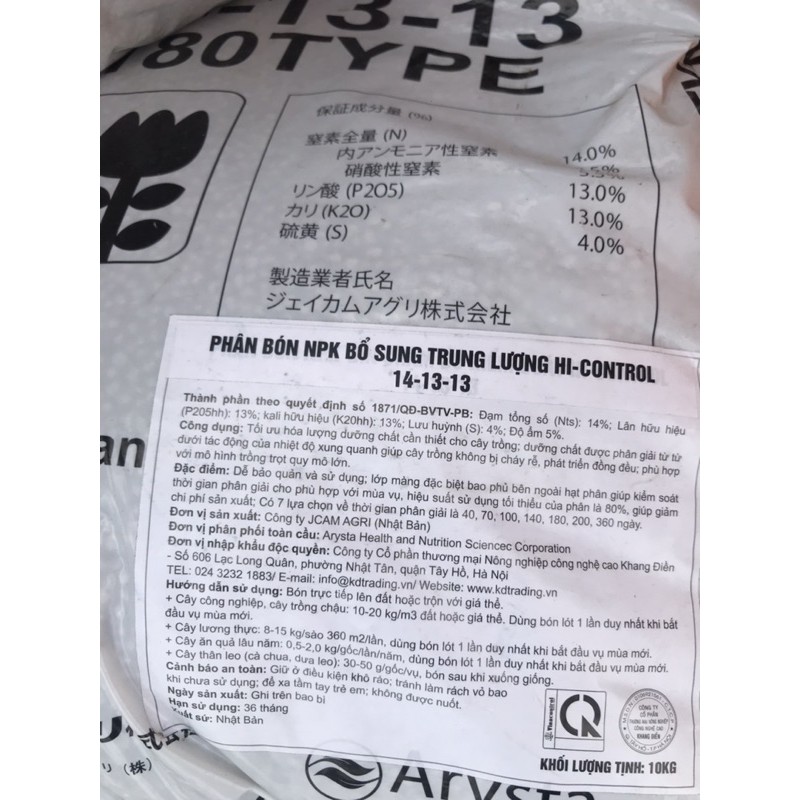 -13-13
180TYPE
保証成分量 (%)
窒素全量 (N) 14.0%
内アンモニア性窒素
硝酸性窒素
リン酸 (P2O5) 13.0%
カリ (K2O) 13.0%
硫黄 (S) 4.0%
製造業者氏名
ジェイカムアグリ株式会社
PHÂN BÓN NPK BỔ SUNG TRUNG LƯỢNG HI-CONTROL
14-13-13
Thành phần theo quyết định số 1871/QĐ-BVTV-PB: Đạm tổng số (Nts): 14%; Lân hữu hiệu
(P205hh): 13%; kali hữu hiệu (K20hh): 13%; Lưu huỳnh (S): 4%; Độ ẩm 5%.
Công dụng: Tối ưu hóa lượng dưỡng chất cần thiết cho cây trồng; dưỡng chất được phân giải từ từ
dưới tác động của nhiệt độ xung quanh giúp cây trồng không bị cháy rễ, phát triển đồng đều; phù hợp
với mô hình trồng trọt quy mô lớn.
Đặc điểm: Dễ bảo quản và sử dụng; lớp màng đặc biệt bao phủ bên ngoài hạt phân giúp kiểm soát
thời gian phân giải cho phù hợp với mùa vụ, hiệu suất sử dụng tối thiểu của phân là 80%, giúp giảm
chi phí sản xuất; Có 7 lựa chọn về thời gian phân giải là 40, 70, 100, 140, 180, 200, 360 ngày.
Đơn vị sản xuất: Công ty JCAM AGRI (Nhật Bản)
Đơn vị phân phối toàn cầu: Arysta Health and Nutrition Sciencec Corporation
Đơn vị nhập khẩu độc quyền: Công ty Cổ phần thương mại Nông nghiệp công nghệ cao Khang Điền
- Số 606 Lạc Long Quân, phường Nhật Tân, quận Tây Hồ, Hà Nội
TEL: 024 3232 1883/ E-mail: info@kdtrading.vn/ Website: www.kdtrading.vn
Hướng dẫn sử dụng: Bón trực tiếp lên đất hoặc trộn với giá thể.
+ Cây công nghiệp, cây trồng chậu: 10-20 kg/m3 đất hoặc giá thể. Dùng bón lót 1 lần duy nhất khi bắt
đầu vụ mùa mới.
+ Cây lương thực: 8-15 kg/sào 360 m2/lần, dùng bón lót 1 lần duy nhất khi bắt đầu vụ mùa mới.
+ Cây ăn quả lâu năm: 0,5-2,0 kg/gốc/lần/năm, dùng bón lót 1 lần duy nhất khi bắt đầu vụ mùa mới.
+ Cây thân leo (cà chua, dưa leo): 30-50 g/gốc/vụ, bón sau khi xuống giống.
Cảnh báo an toàn: Giữ ở điều kiện khô ráo; tránh làm rách vỏ bao
khi chưa sử dụng; để xa tầm tay trẻ em; không được nuốt.
Ngày sản xuất: Ghi trên bao bì
Hạn sử dụng: 36 tháng
Xuất sứ: Nhật Bản
CÔNG TY
CỔ PHẦN
KHANG ĐIỀN
KHỐI LƯỢNG TỊNH: 10KG
an
リ (株)
Arysta